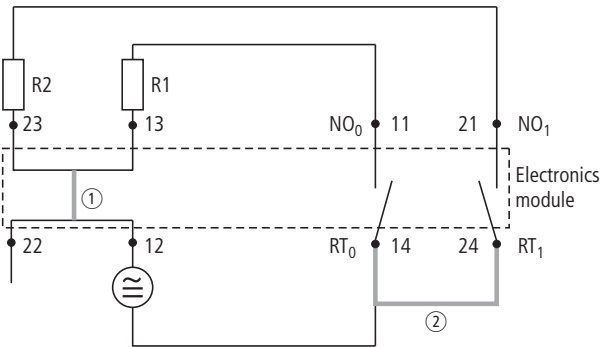 R2 R1
23 13 NO₀ 11 21 NO₁
Electronics
module
①
22 12 RT₀ 14 24 RT₁
②